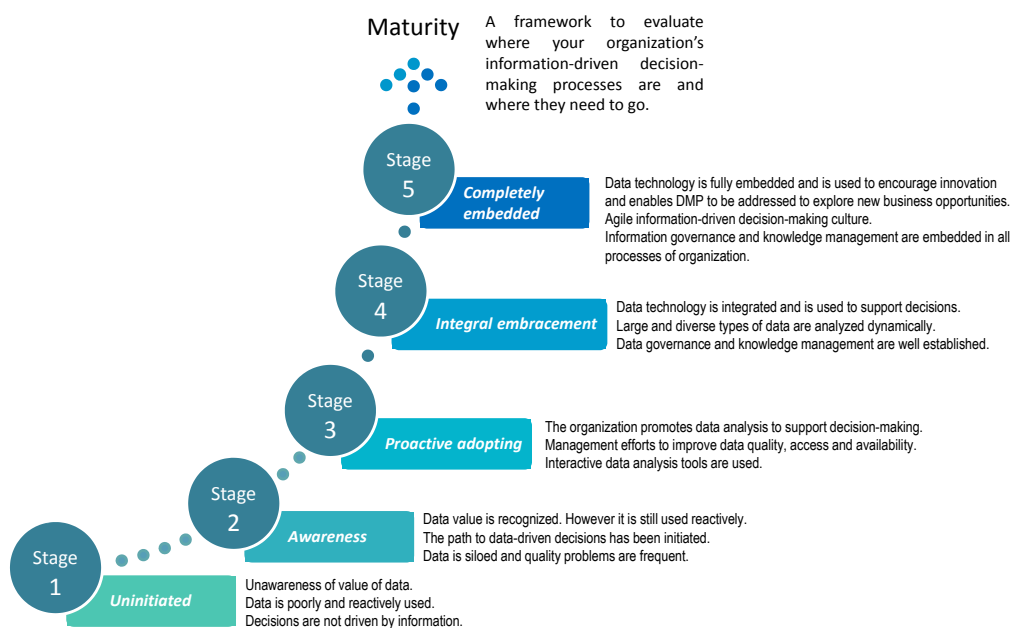 Maturity
A framework to evaluate
where your organization's
information-driven decision-
making processes are and
where they need to go.
Stage
5
Completely
embedded
Data technology is fully embedded and is used to encourage innovation
and enables DMP to be addressed to explore new business opportunities.
Agile information-driven decision-making culture.
Information governance and knowledge management are embedded in all
processes of organization.
Stage
4
Integral embracement
Data technology is integrated and is used to support decisions.
Large and diverse types of data are analyzed dynamically.
Data governance and knowledge management are well established.
Stage
3
Proactive adopting
The organization promotes data analysis to support decision-making.
Management efforts to improve data quality, access and availability.
Interactive data analysis tools are used.
Stage
2
Awareness
Data value is recognized. However it is still used reactively.
The path to data-driven decisions has been initiated.
Data is siloed and quality problems are frequent.
Stage
1
Uninitiated
Unawareness of value of data.
Data is poorly and reactively used.
Decisions are not driven by information.